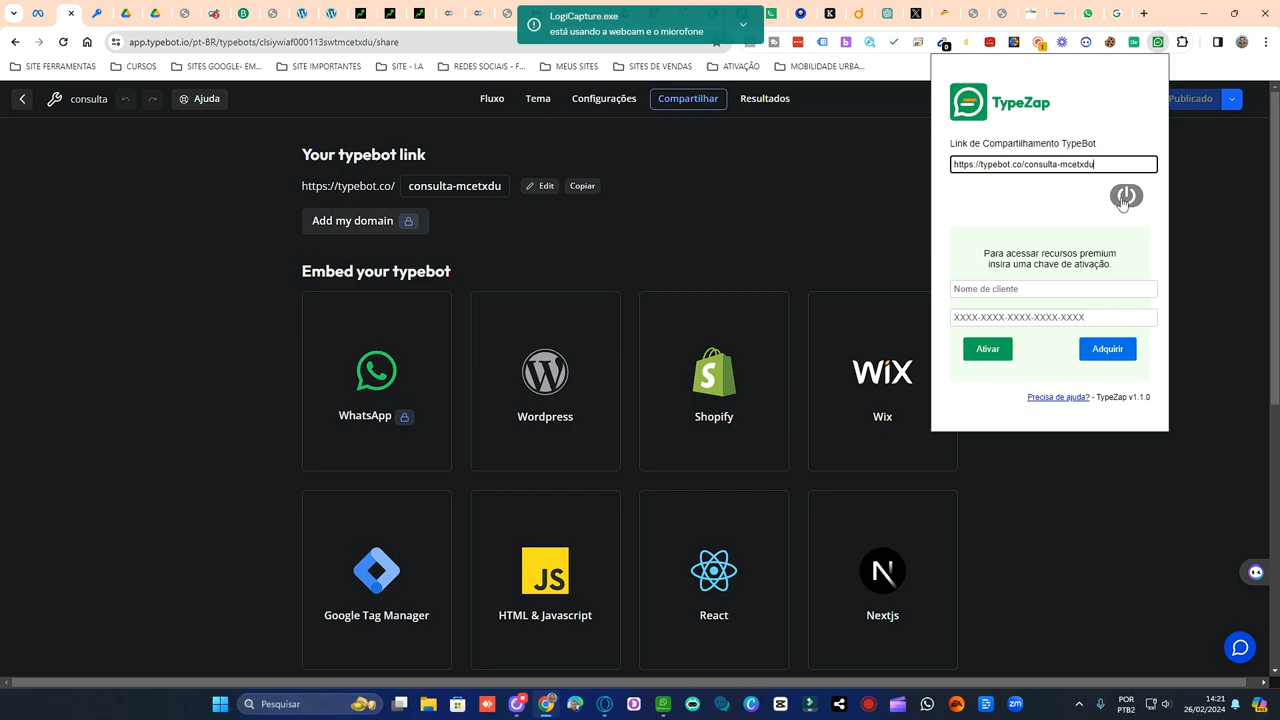 LogiCapture.exe
está usando a webcam e o microfone
app.typebot.io/pt-BR/typebots/clsiywiaf000113swtvbcytxdu/share
SITE FERRAMENTAS
CURSOS
SITES GOOGLE COM...
SITE IMPORTANTES
SITE - I.A
REDES SOCIAIS - F...
MEUS SITES
SITES DE VENDAS
ATIVAÇÃO
MOBILIDADE URBA...
consulta
Ajuda
Fluxo
Tema
Configurações
Compartilhar
Resultados
Publicado
Your typebot link
https://typebot.co/
consulta-mcetxdu
Edit
Copiar
Add my domain
Embed your typebot
WhatsApp
Wordpress
Shopify
WiX
Wix
JS
N
Google Tag Manager
HTML & Javascript
React
Nextjs
TypeZap
Link de Compartilhamento TypeBot
https://typebot.co/consulta-mcetxdu
Para acessar recursos premium
insira uma chave de ativação.
Nome de cliente
XXXX-XXXX-XXXX-XXXX-XXXX
Ativar
Adquirir
Precisa de ajuda? - TypeZap v1.1.0
Pesquisar
POR
PTB2
14:21
26/02/2024